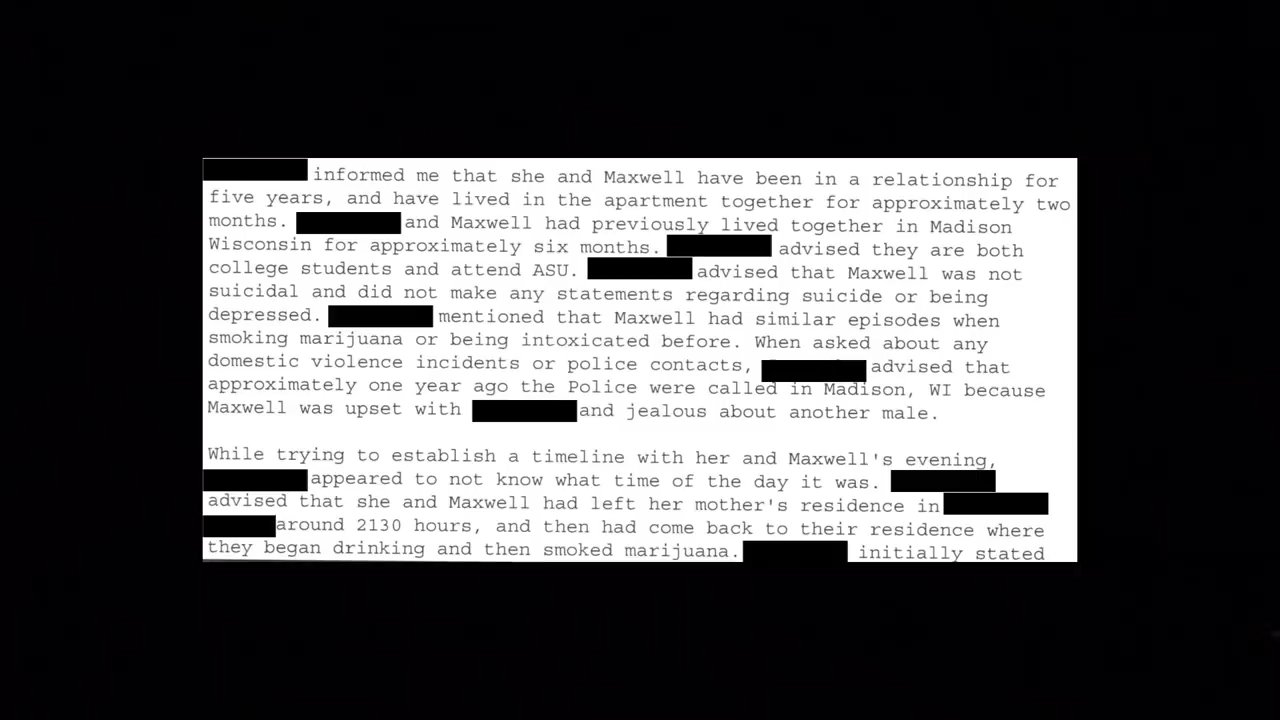 informed me that she and Maxwell have been in a relationship for
five years, and have lived in the apartment together for approximately two
months. and Maxwell had previously lived together in Madison
Wisconsin for approximately six months. advised they are both
college students and attend ASU. advised that Maxwell was not
suicidal and did not make any statements regarding suicide or being
depressed. mentioned that Maxwell had similar episodes when
smoking marijuana or being intoxicated before. When asked about any
domestic violence incidents or police contacts, advised that
approximately one year ago the Police were called in Madison, WI because
Maxwell was upset with and jealous about another male.
While trying to establish a timeline with her and Maxwell's evening,
appeared to not know what time of the day it was.
advised that she and Maxwell had left her mother's residence in
around 2130 hours, and then had come back to their residence where
they began drinking and then smoked marijuana. initially stated